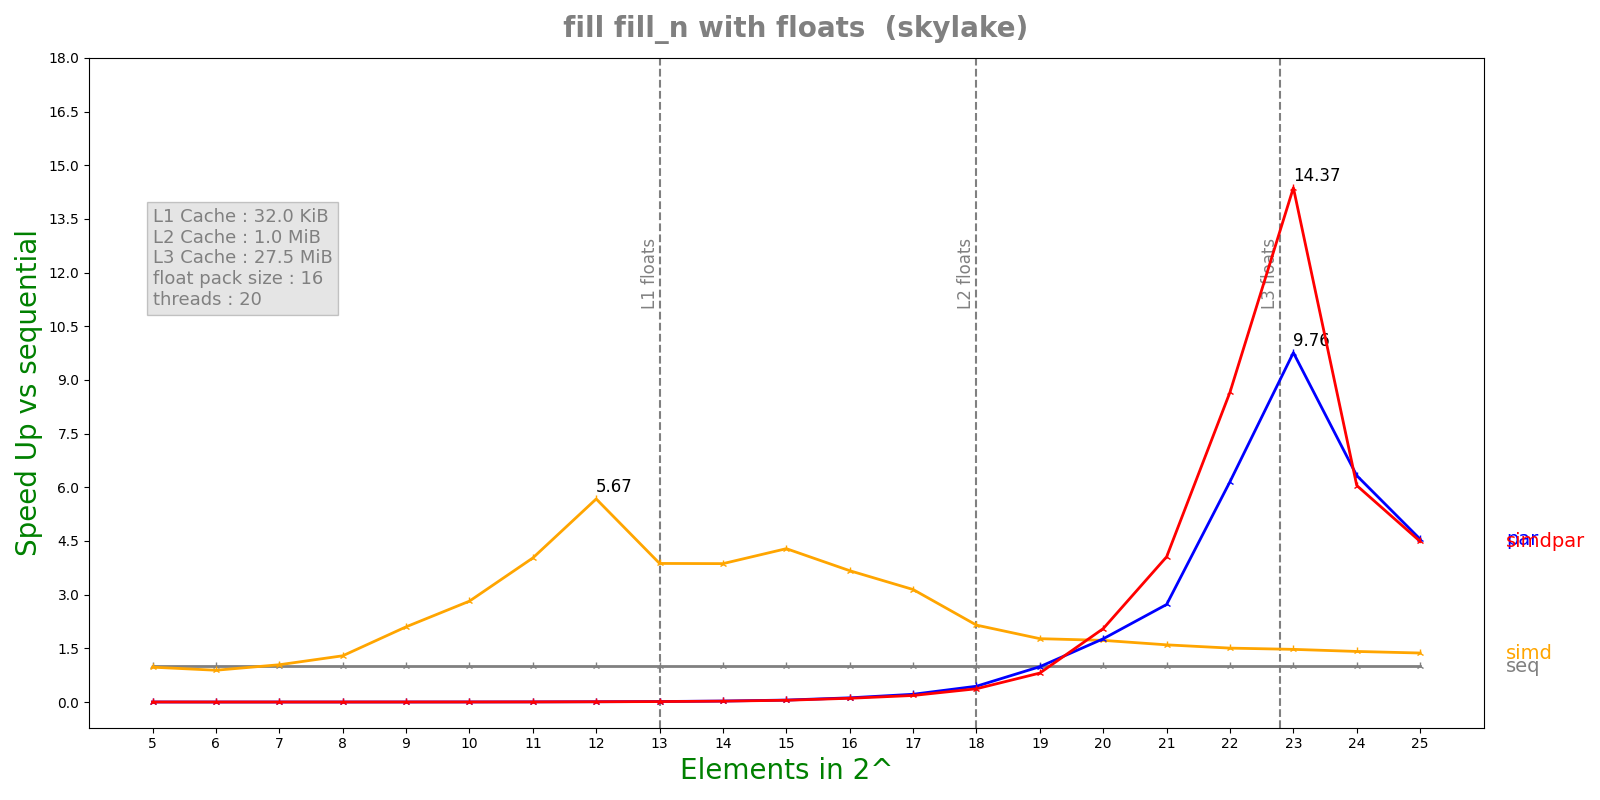 fill fill_n with floats (skylake)
18.0
16.5
15.0
13.5
12.0
10.5
9.0
7.5
6.0
4.5
3.0
1.5
0.0
Speed Up vs sequential
L1 Cache : 32.0 KiB
L2 Cache : 1.0 MiB
L3 Cache : 27.5 MiB
float pack size : 16
threads : 20
L1 floats
L2 floats
L3 floats
5.67
14.37
9.76
par
simdpar
simd
seq
5 6 7 8 9 10 11 12 13 14 15 16 17 18 19 20 21 22 23 24 25
Elements in 2^